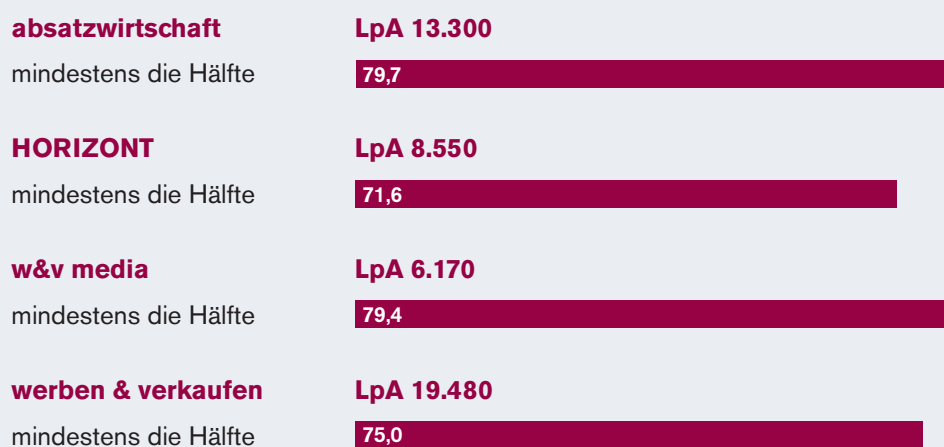 absatzwirtschaft LpA 13.300
mindestens die Hälfte 79,7
HORIZONT LpA 8.550
mindestens die Hälfte 71,6
w&v media LpA 6.170
mindestens die Hälfte 79,4
werben & verkaufen LpA 19.480
mindestens die Hälfte 75,0